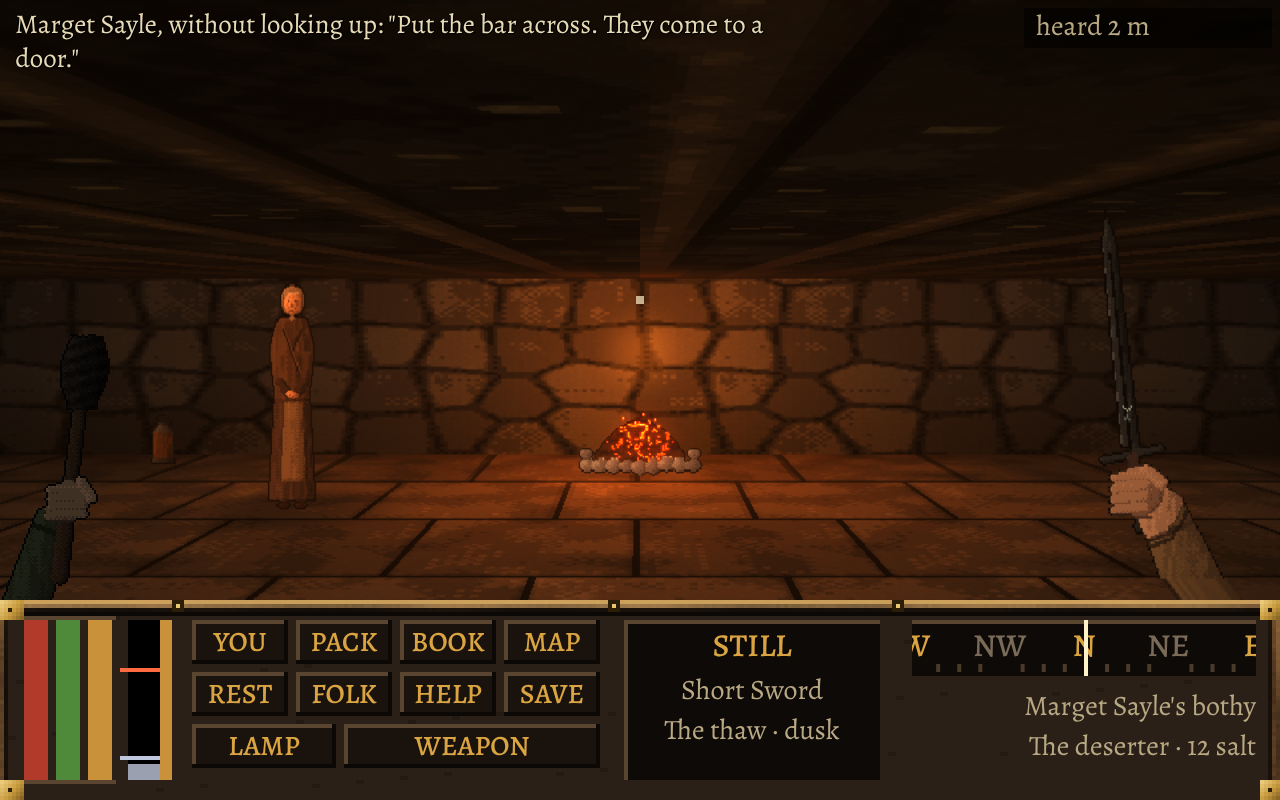 Marget Sayle, without looking up: "Put the bar across. They come to a
door."
heard 2 m
YOU
PACK
BOOK
MAP
REST
FOLK
HELP
SAVE
LAMP
WEAPON
STILL
Short Sword
The thaw · dusk
W NW N NE E
Marget Sayle's bothy
The deserter · 12 salt